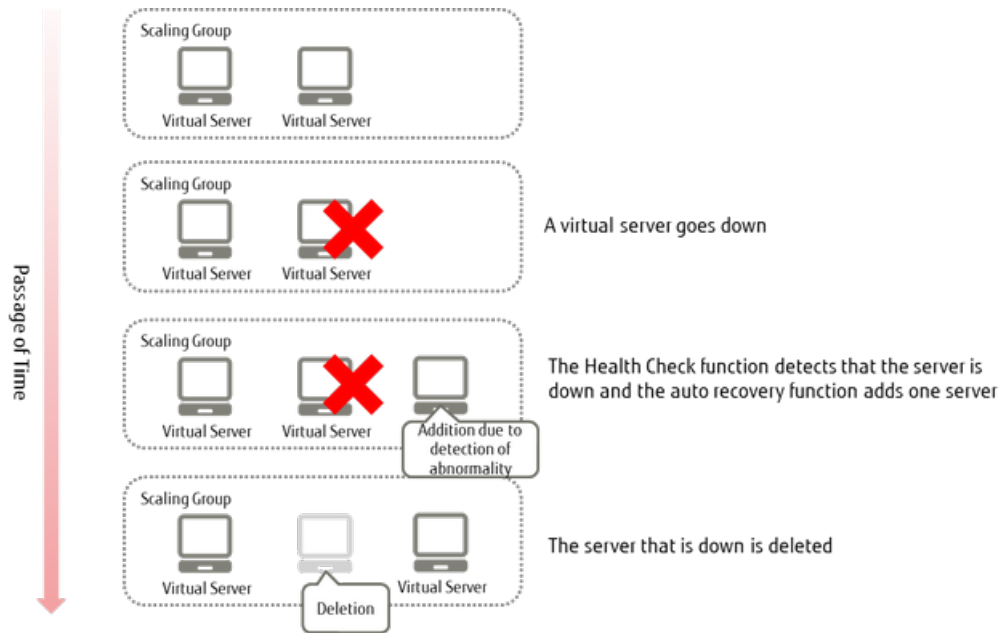 Scaling Group
Virtual Server
Virtual Server
Scaling Group
Virtual Server
Virtual Server
A virtual server goes down
Passage of Time
Scaling Group
Virtual Server
Virtual Server
Addition due to
detection of
abnormality
The Health Check function detects that the server is
down and the auto recovery function adds one server
Scaling Group
Virtual Server
Deletion
Virtual Server
The server that is down is deleted